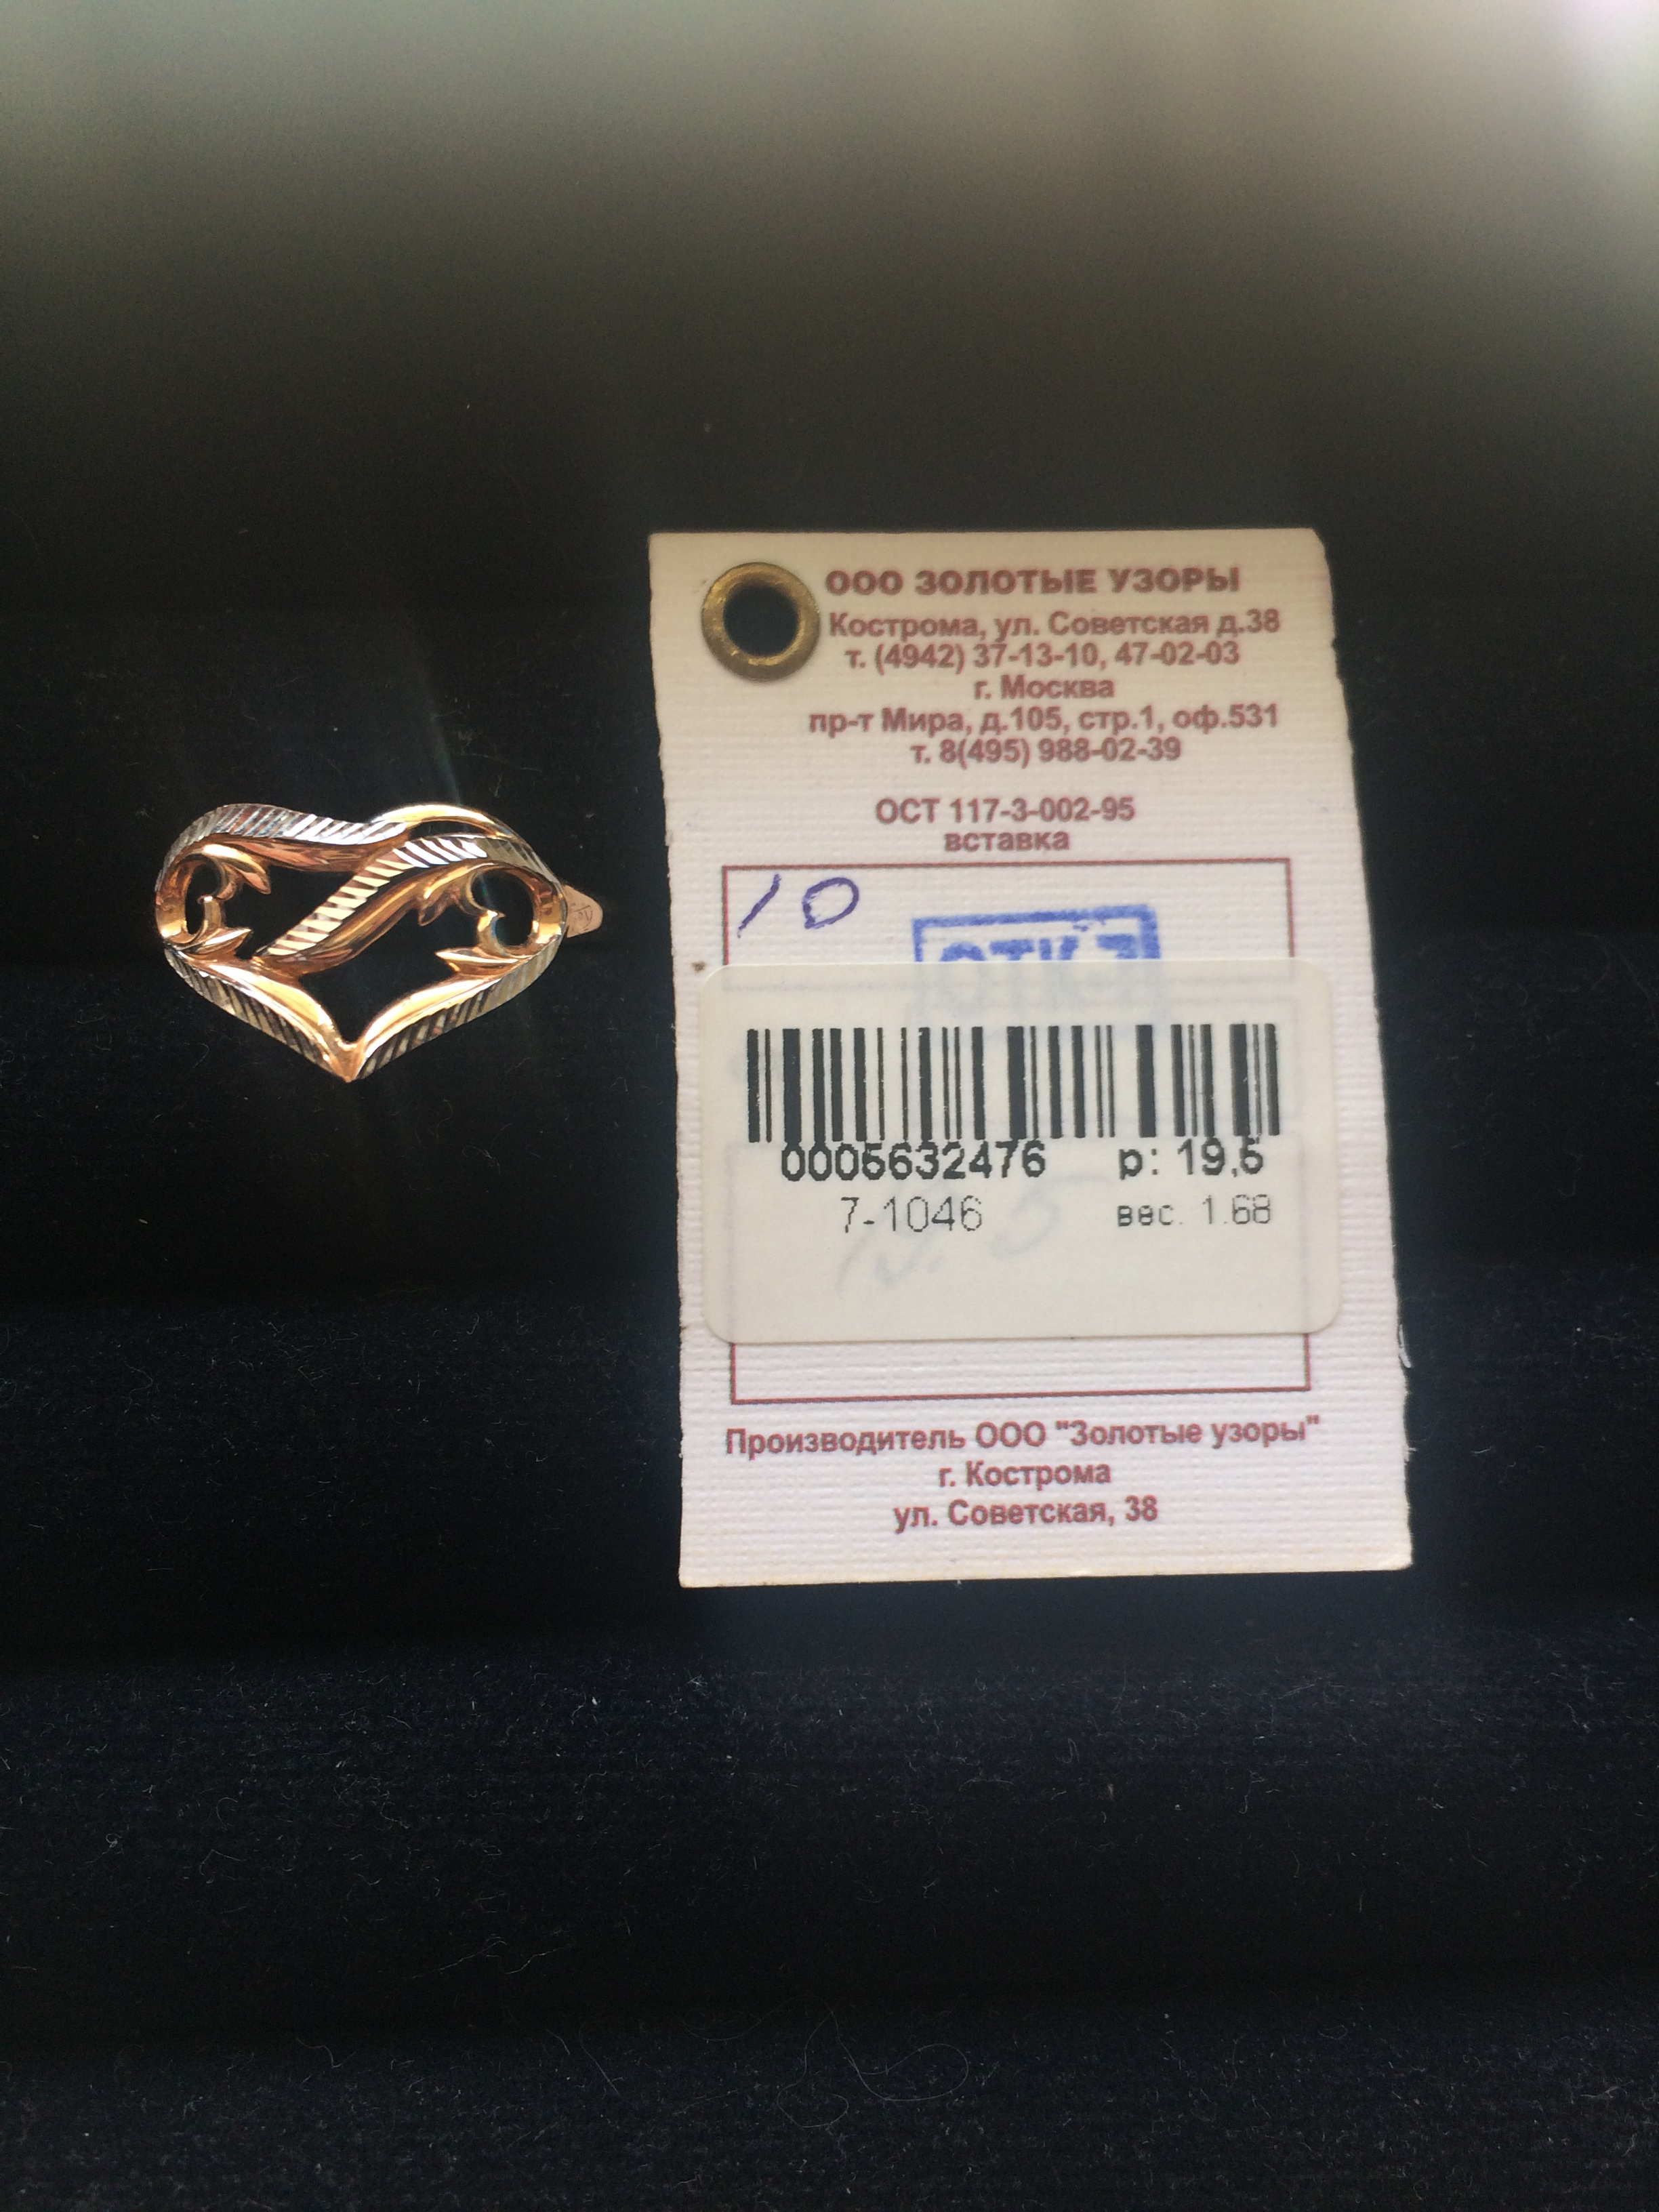 ООО ЗОЛОТЫЕ УЗОРЫ
Кострома, ул. Советская д.38
т. (4942) 37-13-10, 47-02-03
г. Москва
пр-т Мира, д.105, стр.1, оф.531
т. 8(495) 988-02-39
ОСТ 117-3-002-95
вставка
10
ОТК
0005632476 р: 19,5
7-1046 вес. 1.68
Производитель ООО "Золотые узоры"
г. Кострома
ул. Советская, 38